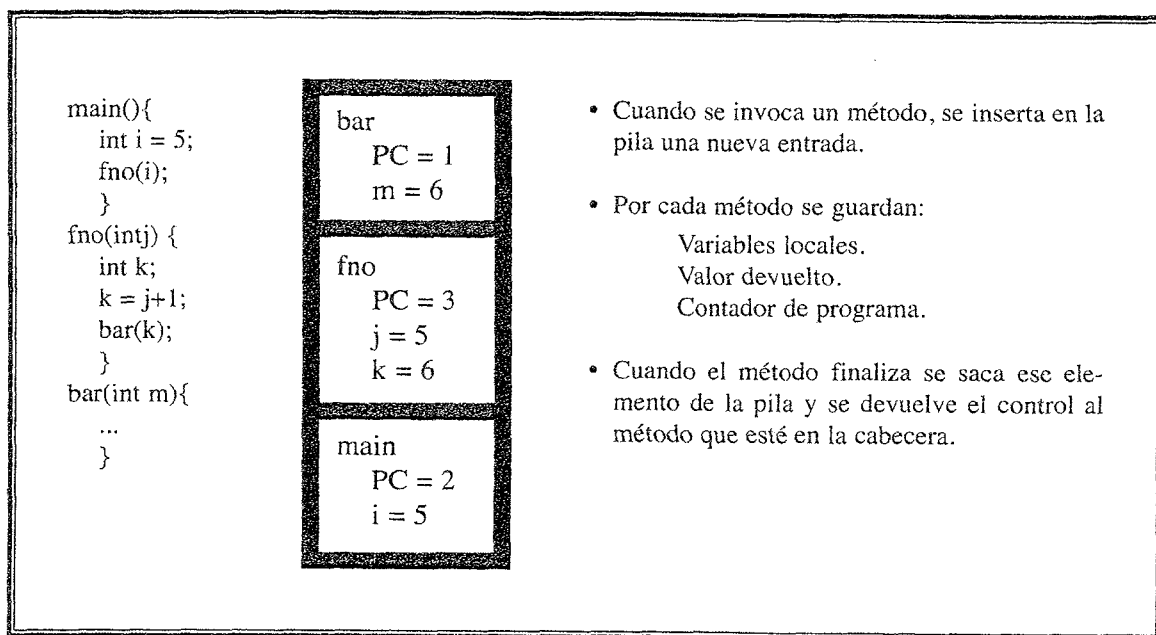 main(){
int i = 5;
fno(i);
}
fno(intj) {
int k;
k = j+1;
bar(k);
}
bar(int m){
...
}
bar
PC = 1
m = 6
fno
PC = 3
j = 5
k = 6
main
PC = 2
i = 5
• Cuando se invoca un método, se inserta en la
pila una nueva entrada.
• Por cada método se guardan:
Variables locales.
Valor devuelto.
Contador de programa.
• Cuando el método finaliza se saca ese ele-
mento de la pila y se devuelve el control al
método que esté en la cabecera.